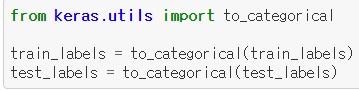 from keras.utils import to_categorical
train_labels = to_categorical(train_labels)
test_labels = to_categorical(test_labels)